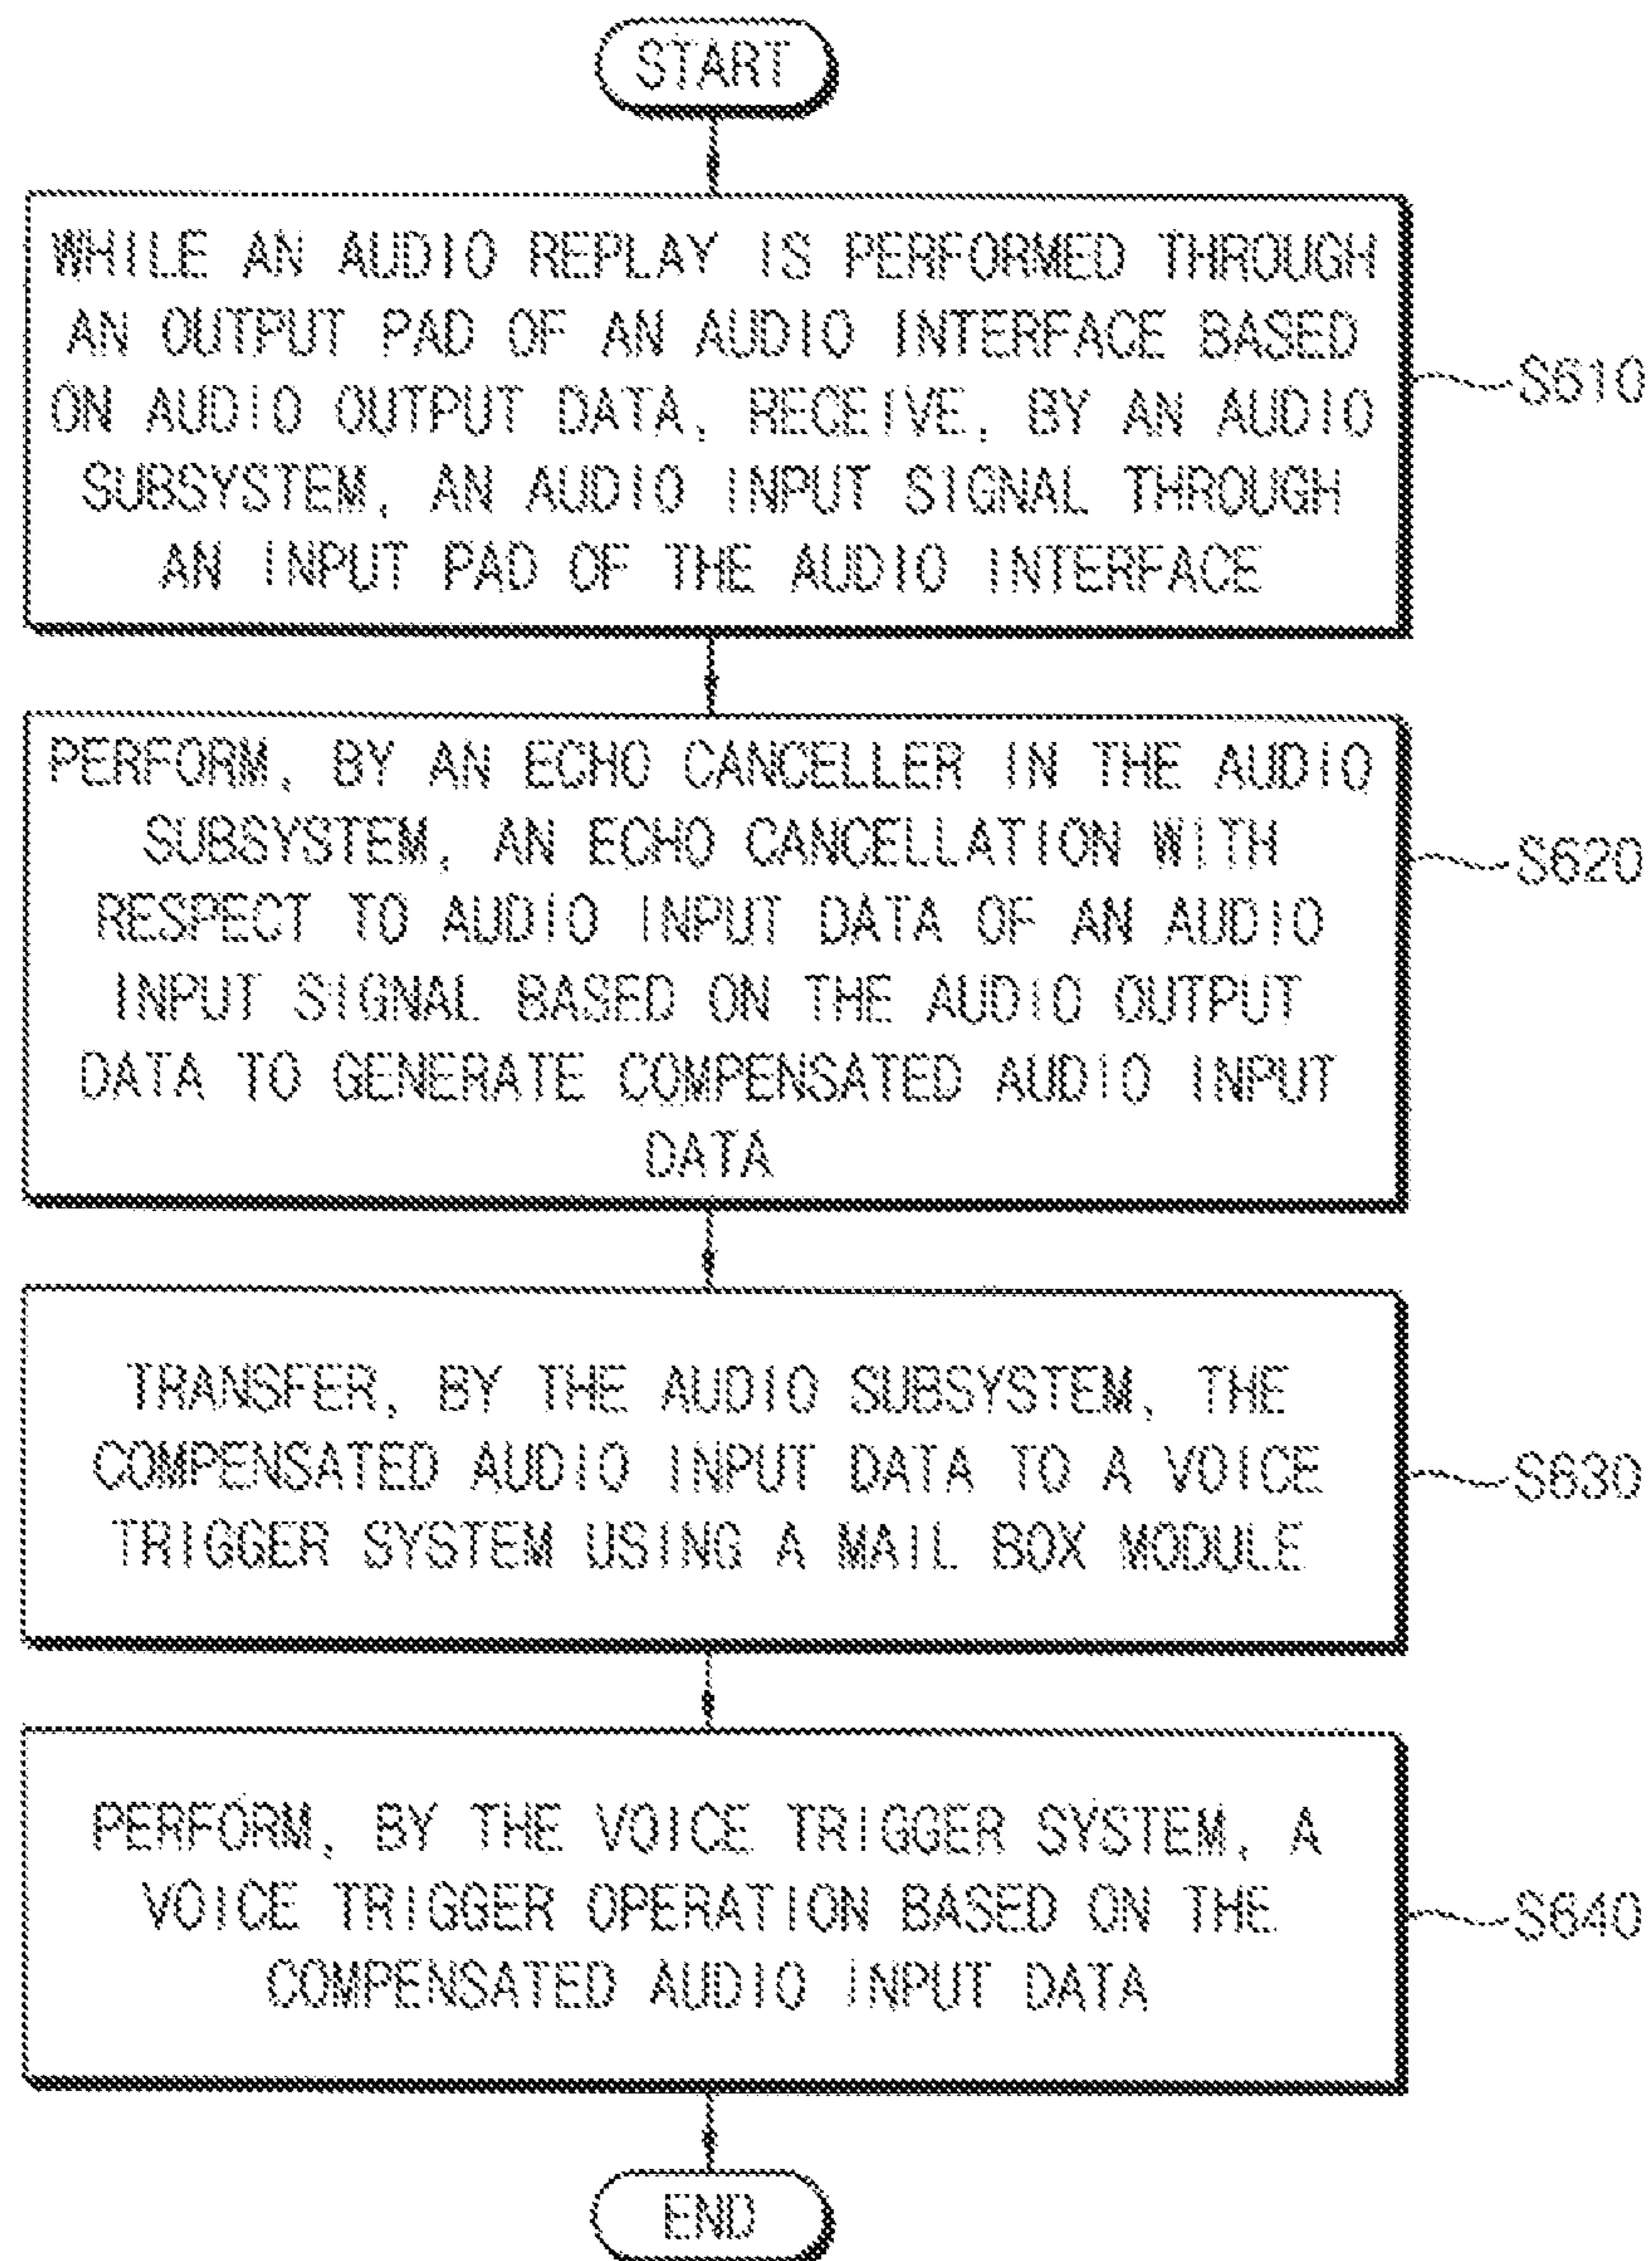 START
WHILE AN AUDIO REPLAY IS PERFORMED THROUGH
AN OUTPUT PAD OF AN AUDIO INTERFACE BASED
ON AUDIO OUTPUT DATA, RECEIVE, BY AN AUDIO
SUBSYSTEM, AN AUDIO INPUT SIGNAL THROUGH
AN INPUT PAD OF THE AUDIO INTERFACE
S610
PERFORM, BY AN ECHO CANCELLER IN THE AUDIO
SUBSYSTEM, AN ECHO CANCELLATION WITH
RESPECT TO AUDIO INPUT DATA OF AN AUDIO
INPUT SIGNAL BASED ON THE AUDIO OUTPUT
DATA TO GENERATE COMPENSATED AUDIO INPUT
DATA
S620
TRANSFER, BY THE AUDIO SUBSYSTEM, THE
COMPENSATED AUDIO INPUT DATA TO A VOICE
TRIGGER SYSTEM USING A MAIL BOX MODULE
S630
PERFORM, BY THE VOICE TRIGGER SYSTEM, A
VOICE TRIGGER OPERATION BASED ON THE
COMPENSATED AUDIO INPUT DATA
S640
END